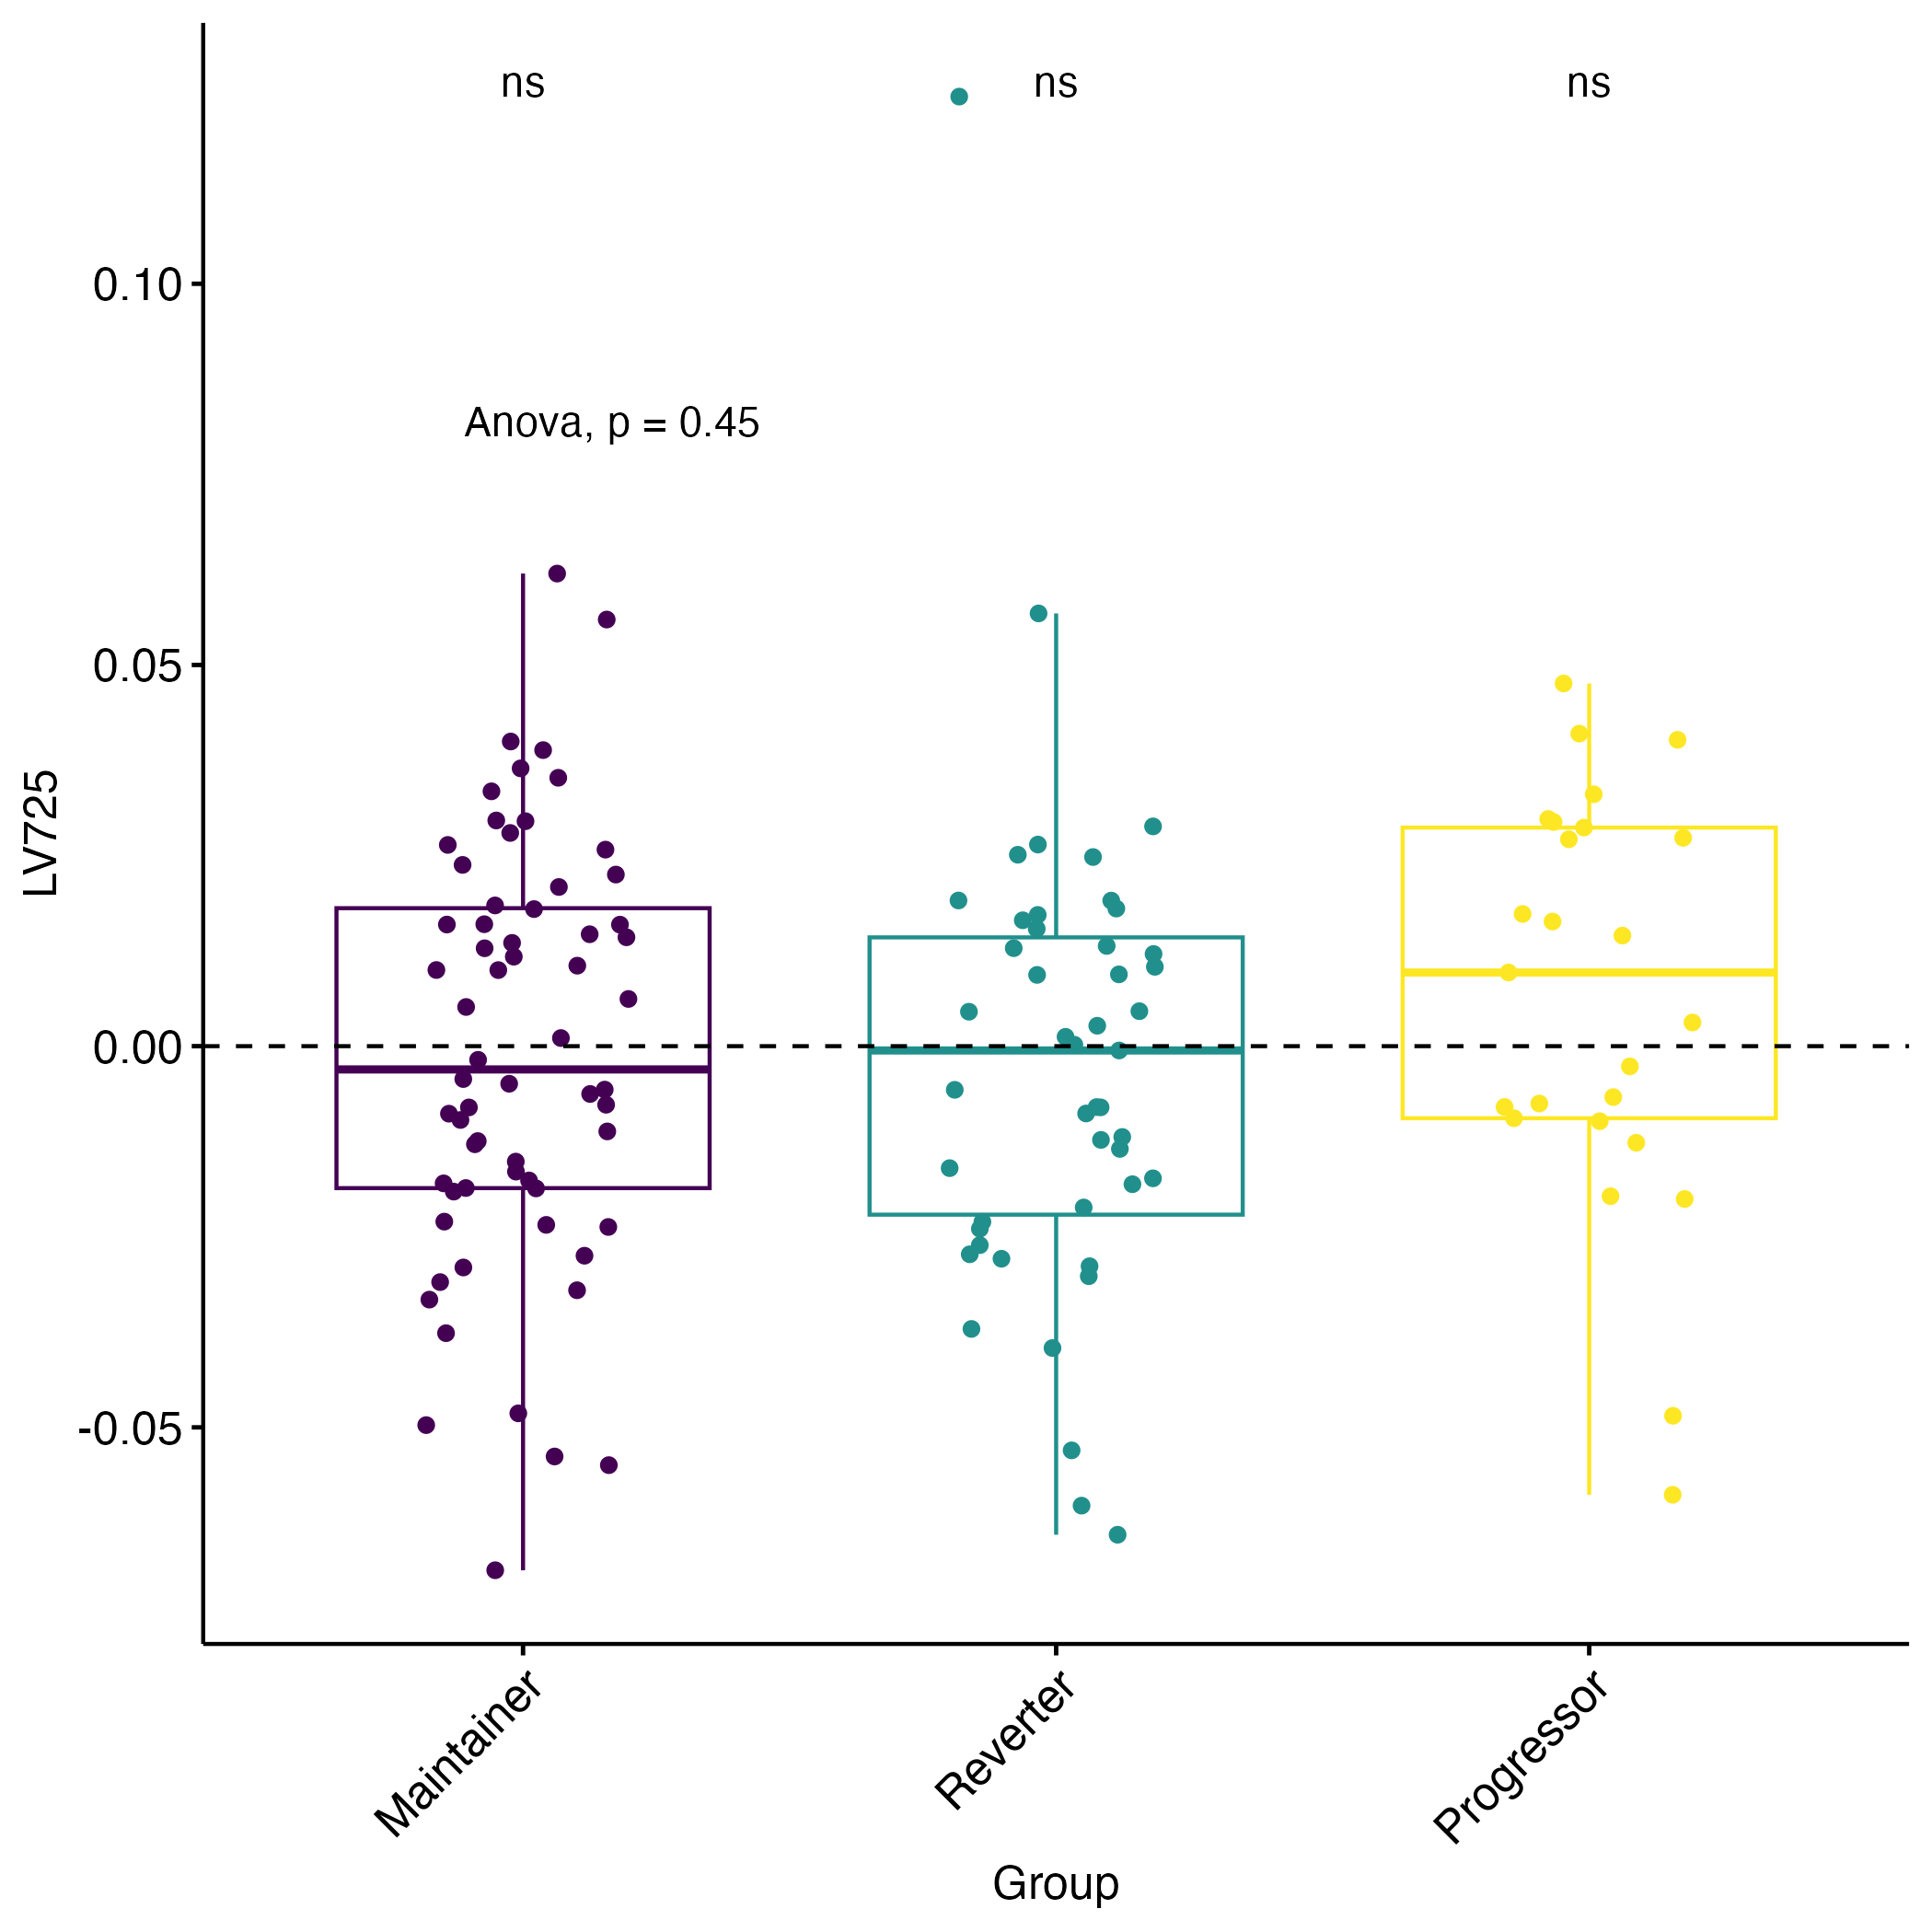 ns ns ns
0.10
Anova, p = 0.45
0.05
LV725
0.00
-0.05
Maintainer Reverter Progressor
Group